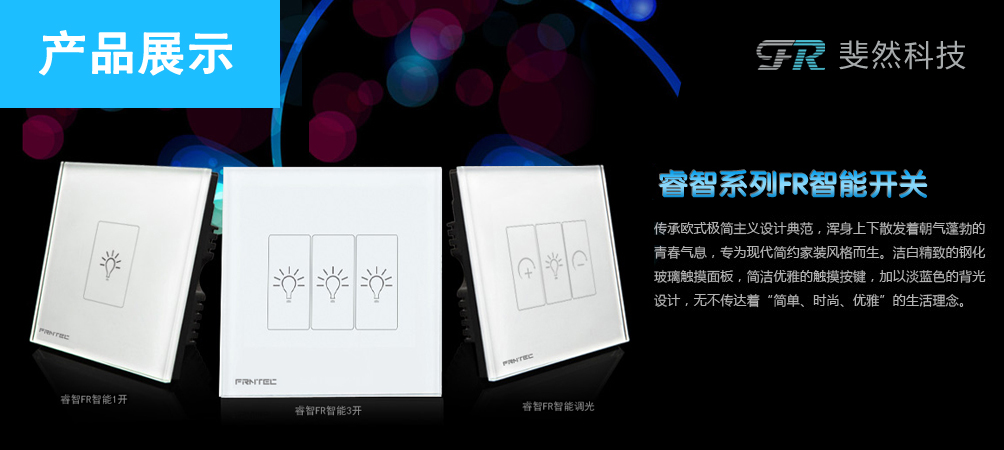 产品展示
FR 斐然科技
睿智系列FR智能开关
传承欧式极简主义设计典范，浑身上下散发着朝气蓬勃的
青春气息，专为现代简约家装风格而生。洁白精致的钢化
玻璃触摸面板，简洁优雅的触摸按键，加以淡蓝色的背光
设计，无不传达着“简单、时尚、优雅”的生活理念。
FRNTEC
FRNTEC
FRNTEC
睿智FR智能1开
睿智FR智能3开
睿智FR智能调光